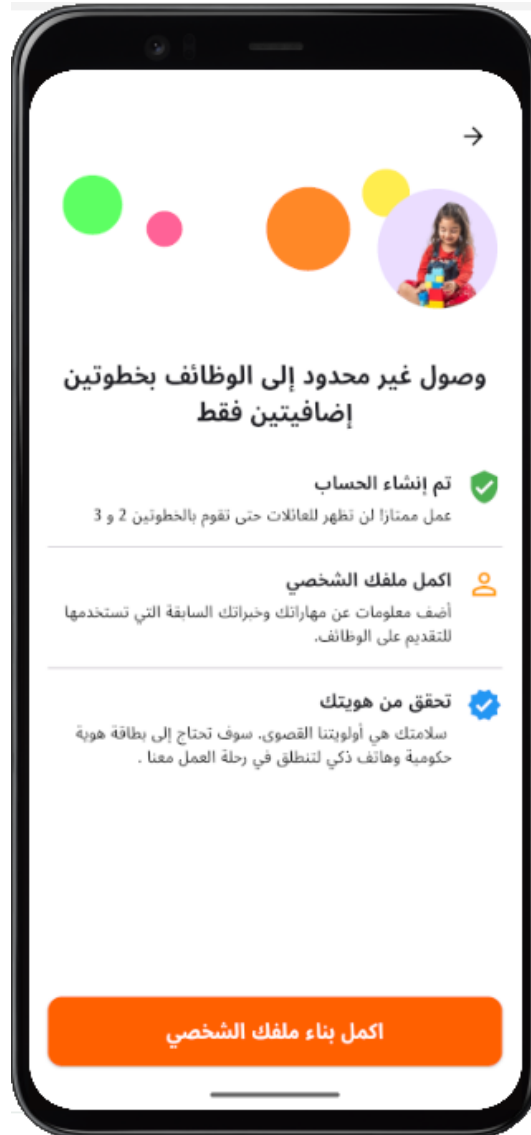 وصول غير محدود إلى الوظائف بخطوتين
إضافيتين فقط
تم إنشاء الحساب
عمل ممتاز! لن تظهر للعائلات حتى تقوم بالخطوتين 2 و 3
اكمل ملفك الشخصي
أضف معلومات عن مهاراتك وخبراتك السابقة التي تستخدمها
للتقديم على الوظائف.
تحقق من هويتك
سلامتك هي أولويتنا القصوى. سوف تحتاج إلى بطاقة هوية
حكومية وهاتف ذكي لتنطلق في رحلة العمل معنا .
اكمل بناء ملفك الشخصي